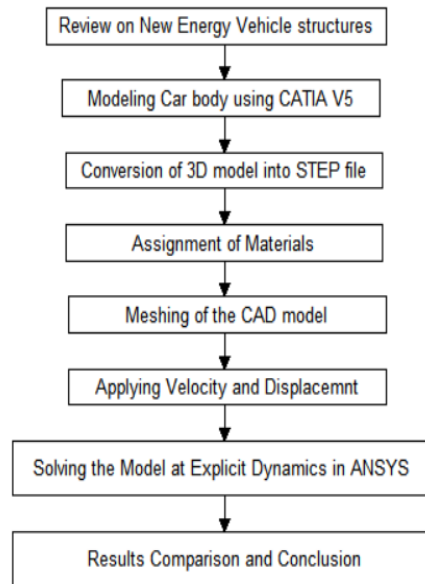 Review on New Energy Vehicle structures
Modeling Car body using CATIA V5
Conversion of 3D model into STEP file
Assignment of Materials
Meshing of the CAD model
Applying Velocity and Displacemnt
Solving the Model at Explicit Dynamics in ANSYS
Results Comparison and Conclusion